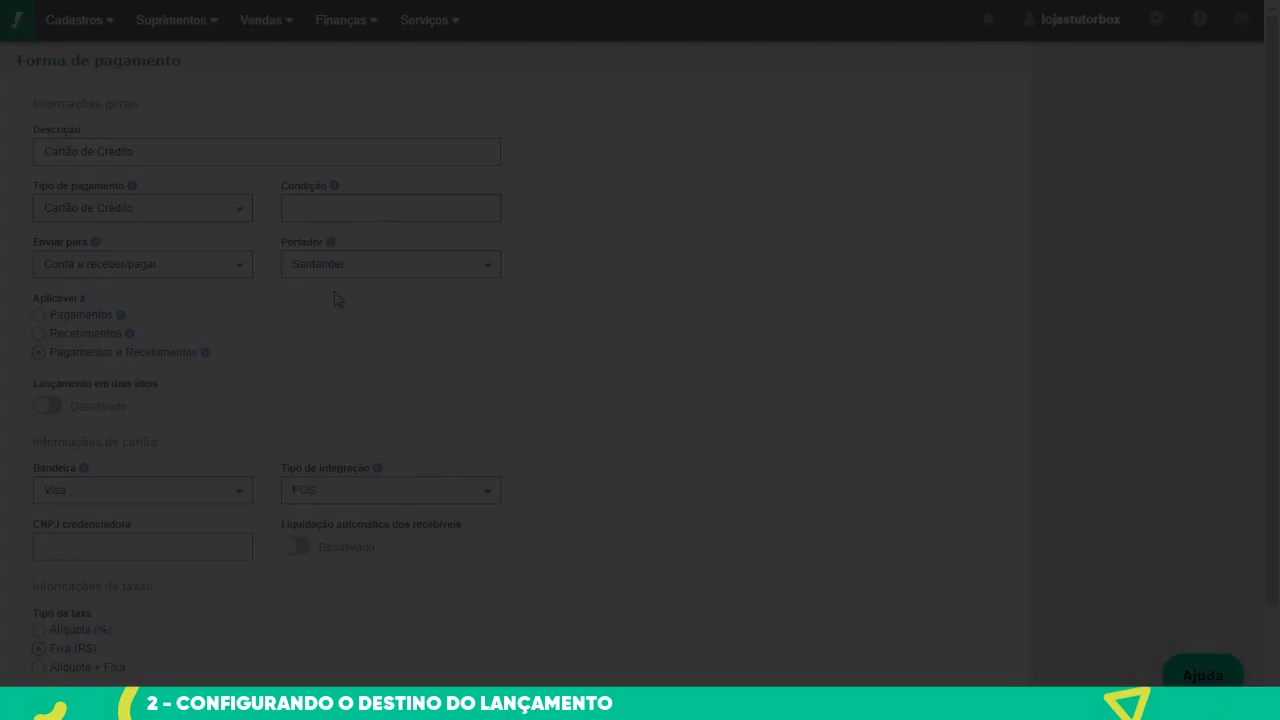 Cadastros Suprimentos Vendas Finanças Serviços lojastutorbox
Forma de pagamento
Informações gerais
Descrição
Cartão de Crédito
Tipo de pagamento Condição
Cartão de Crédito
Enviar para Portador
Conta a receber/pagar Santander
Aplicavel à
Pagamentos
Recebimentos
Pagamentos e Recebimentos
Lançamento em dias úteis
Desativado
Informações de cartão
Bandeira Tipo de integração
Visa POS
CNPJ credenciadora Liquidação automática dos recebíveis
Desativado
Informações de taxas
Tipo da taxa
Alíquota (%)
Fixa (R$)
Alíquota + Fixa
Ajuda
2 - CONFIGURANDO O DESTINO DO LANÇAMENTO